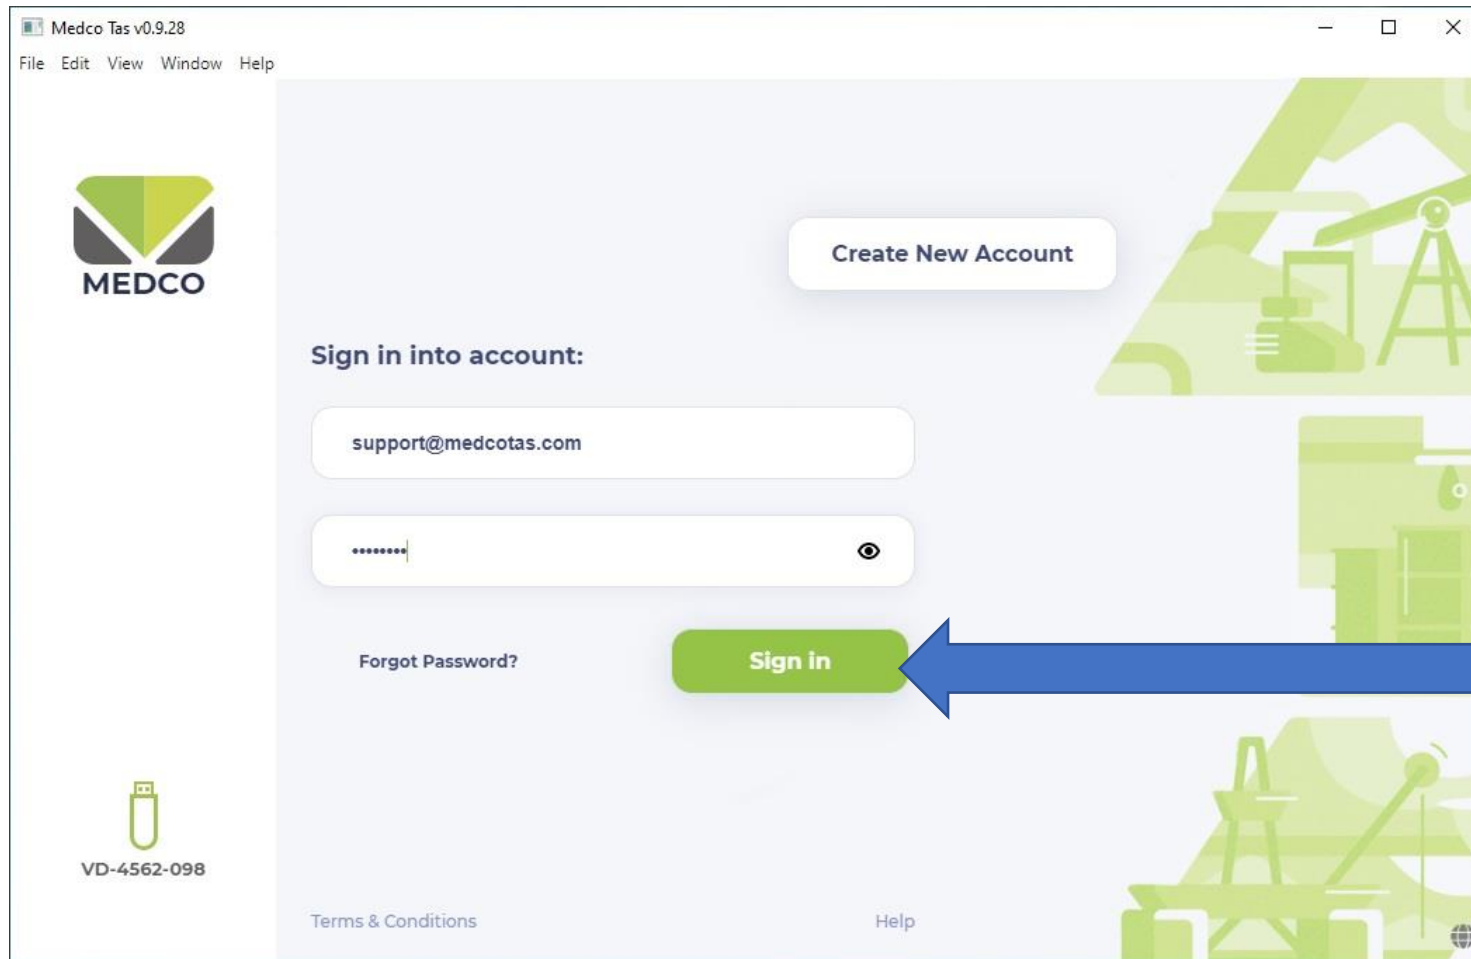 Medco Tas v0.9.28
File Edit View Window Help
MEDCO
Create New Account
Sign in into account:
support@medcotas.com
••••••••
Forgot Password?
Sign in
VD-4562-098
Terms & Conditions
Help